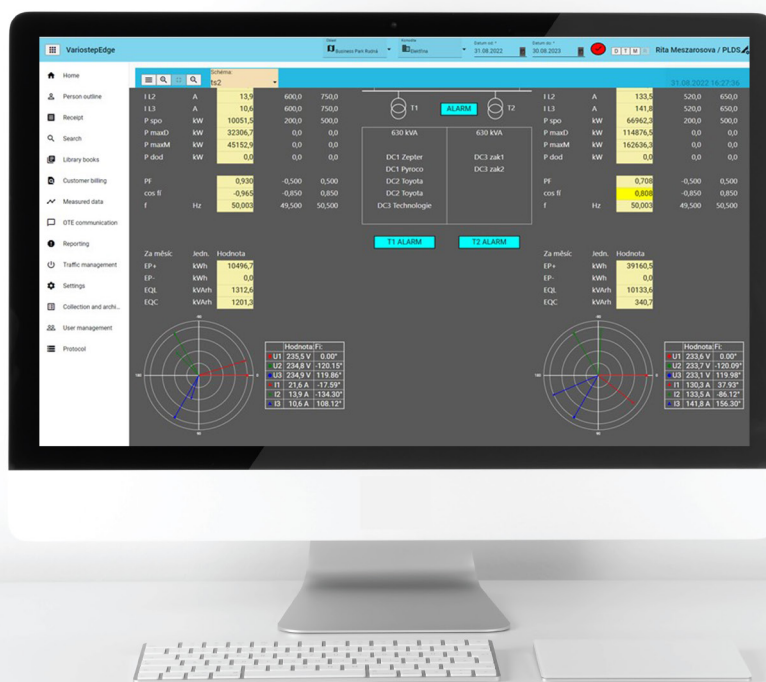 VariostepEdge
Business Park Rudná
Identifina
Datum od: *
31.08.2022
Datum do: *
30.08.2023
D T M R
Rita Meszarosova / PLDS
Home
Person outline
Receipt
Search
Library books
Customer billing
Measured data
OTE communication
Reporting
Traffic management
Settings
Collection and archi...
User management
Protocol
Schéma:
ts2
31.08.2022 16:27:36
I L2 A 13,9 600,0 750,0
I L3 A 10,6 600,0 750,0
P spo kW 10051,5 200,0 500,0
P maxD kW 32306,7 0,0 0,0
P maxM kW 45152,9 0,0 0,0
P dod kW 0,0 0,0 0,0
PF 0,930 -0,500 0,500
cos fí -0,965 -0,850 0,850
f Hz 50,003 49,500 50,500
Za měsíc Jedn. Hodnota
EP+ kWh 10496,7
EP- kWh 0,0
EQL kVArh 1312,6
EQC kVArh 1201,3
T1
ALARM
T2
630 kVA 630 kVA
DC1 Zepter DC3 zak1
DC1 Pyroco DC3 zak2
DC2 Toyota
DC2 Toyota
DC3 Technologie
T1 ALARM
T2 ALARM
I L2 A 133,5 520,0 650,0
I L3 A 141,8 520,0 650,0
P spo kW 66962,3 200,0 500,0
P maxD kW 114876,5 0,0 0,0
P maxM kW 162636,3 0,0 0,0
P dod kW 0,0 0,0 0,0
PF 0,708 -0,500 0,500
cos fí 0,808 -0,850 0,850
f Hz 50,003 49,500 50,500
Za měsíc Jedn. Hodnota
EP+ kWh 39160,5
EP- kWh 0,0
EQL kVArh 10133,6
EQC kVArh 340,7
Hodnota: Fi:
U1 235,5 V 0.00°
U2 234,8 V -120.15°
U3 234,9 V 119.86°
I1 21,6 A -17.59°
I2 13,9 A -134.30°
I3 10,6 A 108.12°
Hodnota: Fi:
U1 233,6 V 0.00°
U2 233,7 V -120.09°
U3 233,1 V 119.98°
I1 130,3 A 37.93°
I2 133,5 A -86.12°
I3 141,8 A 156.30°